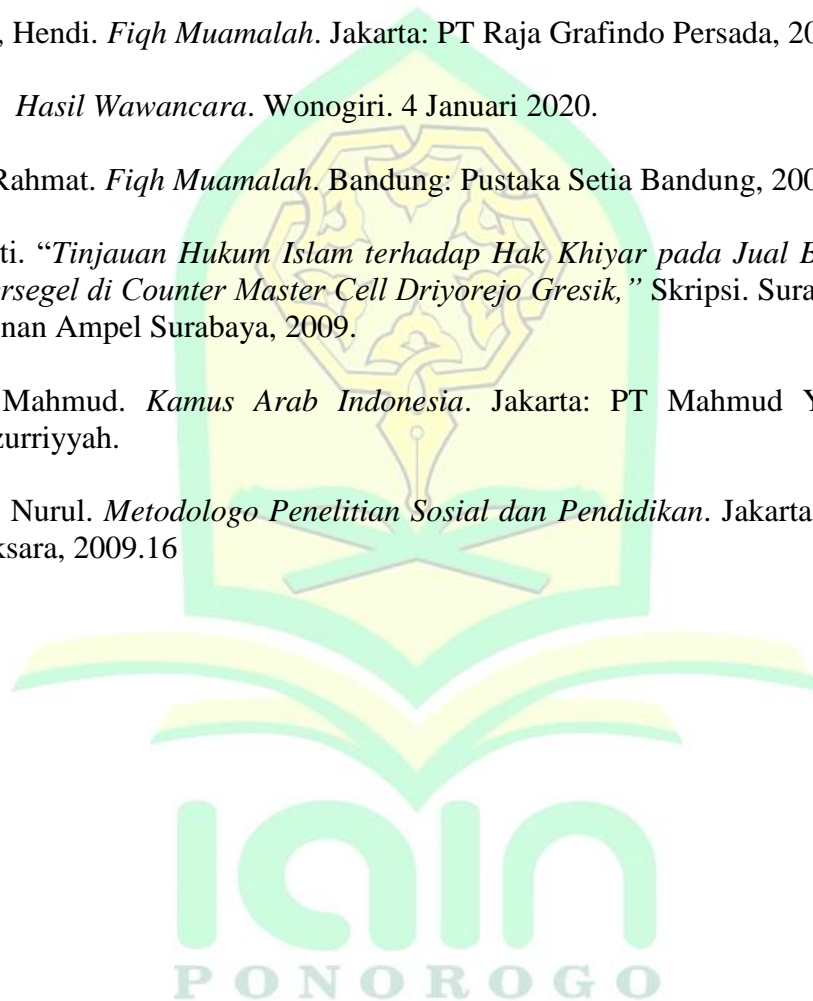 , Hendi. Fiqh Muamalah. Jakarta: PT Raja Grafindo Persada, 20
Hasil Wawancara. Wonogiri. 4 Januari 2020.
Rahmat. Fiqh Muamalah. Bandung: Pustaka Setia Bandung, 200
ti. “Tinjauan Hukum Islam terhadap Hak Khiyar pada Jual B
rsegel di Counter Master Cell Driyorejo Gresik,” Skripsi. Sura
nan Ampel Surabaya, 2009.
Mahmud. Kamus Arab Indonesia. Jakarta: PT Mahmud Y
zurriyyah.
Nurul. Metodologo Penelitian Sosial dan Pendidikan. Jakarta
ksara, 2009.16
iain
PONOROGO